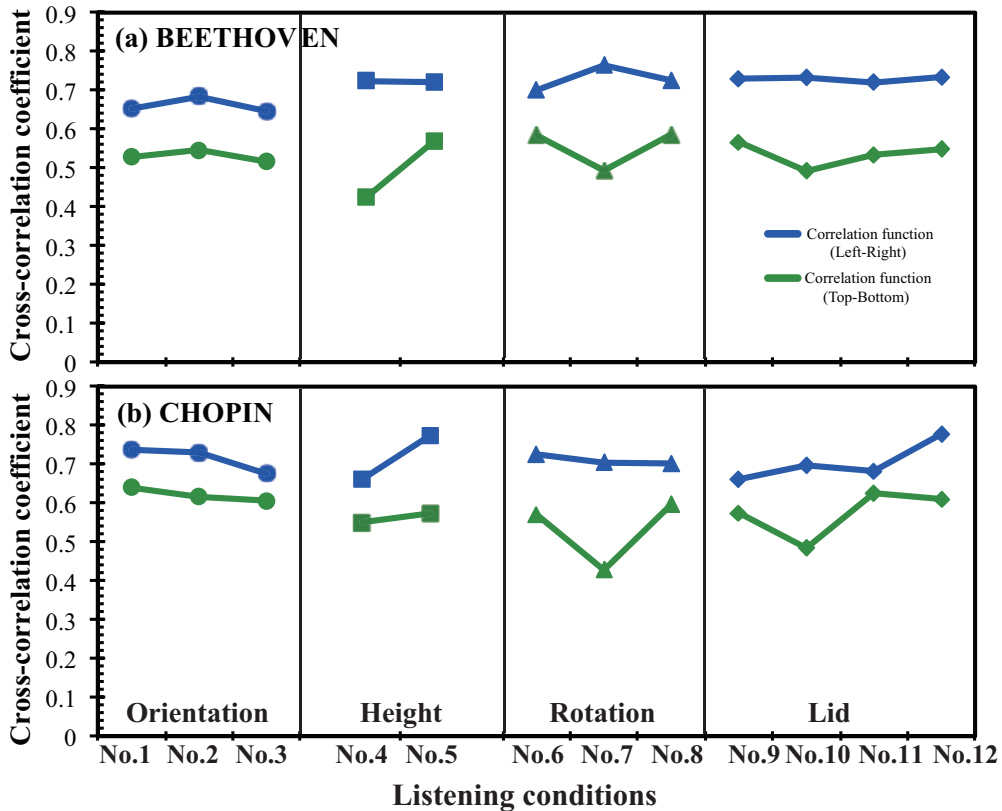 (a) BEETHOVEN
Cross-correlation coefficient
0.9
0.8
0.7
0.6
0.5
0.4
0.3
0.2
0.1
0
Correlation function
(Left-Right)
Correlation function
(Top-Bottom)
(b) CHOPIN
Cross-correlation coefficient
0.9
0.8
0.7
0.6
0.5
0.4
0.3
0.2
0.1
0
Orientation Height Rotation Lid
No.1 No.2 No.3 No.4 No.5 No.6 No.7 No.8 No.9 No.10 No.11 No.12
Listening conditions